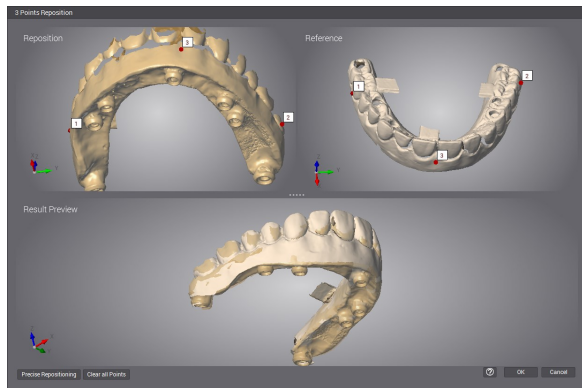 3 Points Reposition
Reposition
Reference
3
1
2
1
2
3
Result Preview
Precise Repositioning
Clear all Points
OK
Cancel